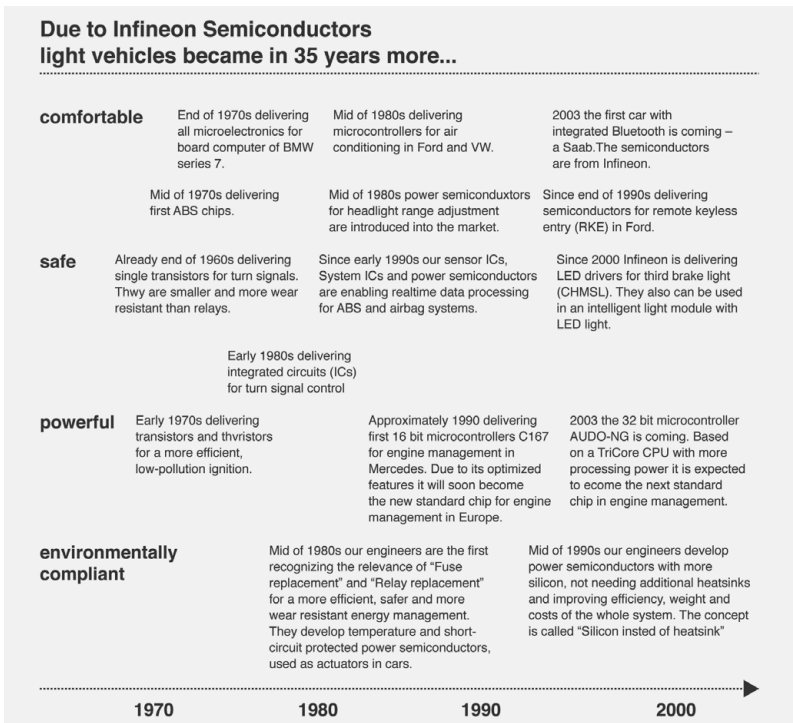 Due to Infineon Semiconductors
light vehicles became in 35 years more...
comfortable
End of 1970s delivering
all microelectronics for
board computer of BMW
series 7.
Mid of 1980s delivering
microcontrollers for air
conditioning in Ford and VW.
2003 the first car with
integrated Bluetooth is coming –
a Saab.The semiconductors
are from Infineon.
Mid of 1970s delivering
first ABS chips.
Mid of 1980s power semiconduxtors
for headlight range adjustment
are introduced into the market.
Since end of 1990s delivering
semiconductors for remote keyless
entry (RKE) in Ford.
safe
Already end of 1960s delivering
single transistors for turn signals.
Thwy are smaller and more wear
resistant than relays.
Since early 1990s our sensor ICs,
System ICs and power semiconductors
are enabling realtime data processing
for ABS and airbag systems.
Since 2000 Infineon is delivering
LED drivers for third brake light
(CHMSL). They also can be used
in an intelligent light module with
LED light.
Early 1980s delivering
integrated circuits (ICs)
for turn signal control
powerful
Early 1970s delivering
transistors and thvristors
for a more efficient,
low-pollution ignition.
Approximately 1990 delivering
first 16 bit microcontrollers C167
for engine management in
Mercedes. Due to its optimized
features it will soon become
the new standard chip for engine
management in Europe.
2003 the 32 bit microcontroller
AUDO-NG is coming. Based
on a TriCore CPU with more
processing power it is expected
to ecome the next standard
chip in engine management.
environmentally
compliant
Mid of 1980s our engineers are the first
recognizing the relevance of “Fuse
replacement” and “Relay replacement”
for a more efficient, safer and more
wear resistant energy management.
They develop temperature and short-
circuit protected power semiconductors,
used as actuators in cars.
Mid of 1990s our engineers develop
power semiconductors with more
silicon, not needing additional heatsinks
and improving efficiency, weight and
costs of the whole system. The concept
is called “Silicon insted of heatsink”
1970 1980 1990 2000